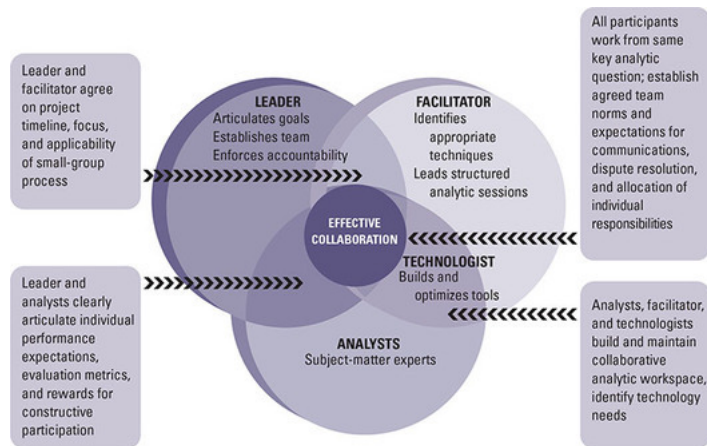 Leader and
facilitator agree
on project
timeline, focus,
and applicability
of small-group
process
LEADER
Articulates goals
Establishes team
Enforces accountability
FACILITATOR
Identifies
appropriate
techniques
Leads structured
analytic sessions
All participants
work from same
key analytic
question; establish
agreed team
norms and
expectations for
communications,
dispute resolution,
and allocation of
individual
responsibilities
EFFECTIVE
COLLABORATION
TECHNOLOGIST
Builds and
optimizes tools
Leader and
analysts clearly
articulate individual
performance
expectations,
evaluation metrics,
and rewards for
constructive
participation
ANALYSTS
Subject-matter experts
Analysts, facilitator,
and technologists
build and maintain
collaborative
analytic workspace,
identify technology
needs